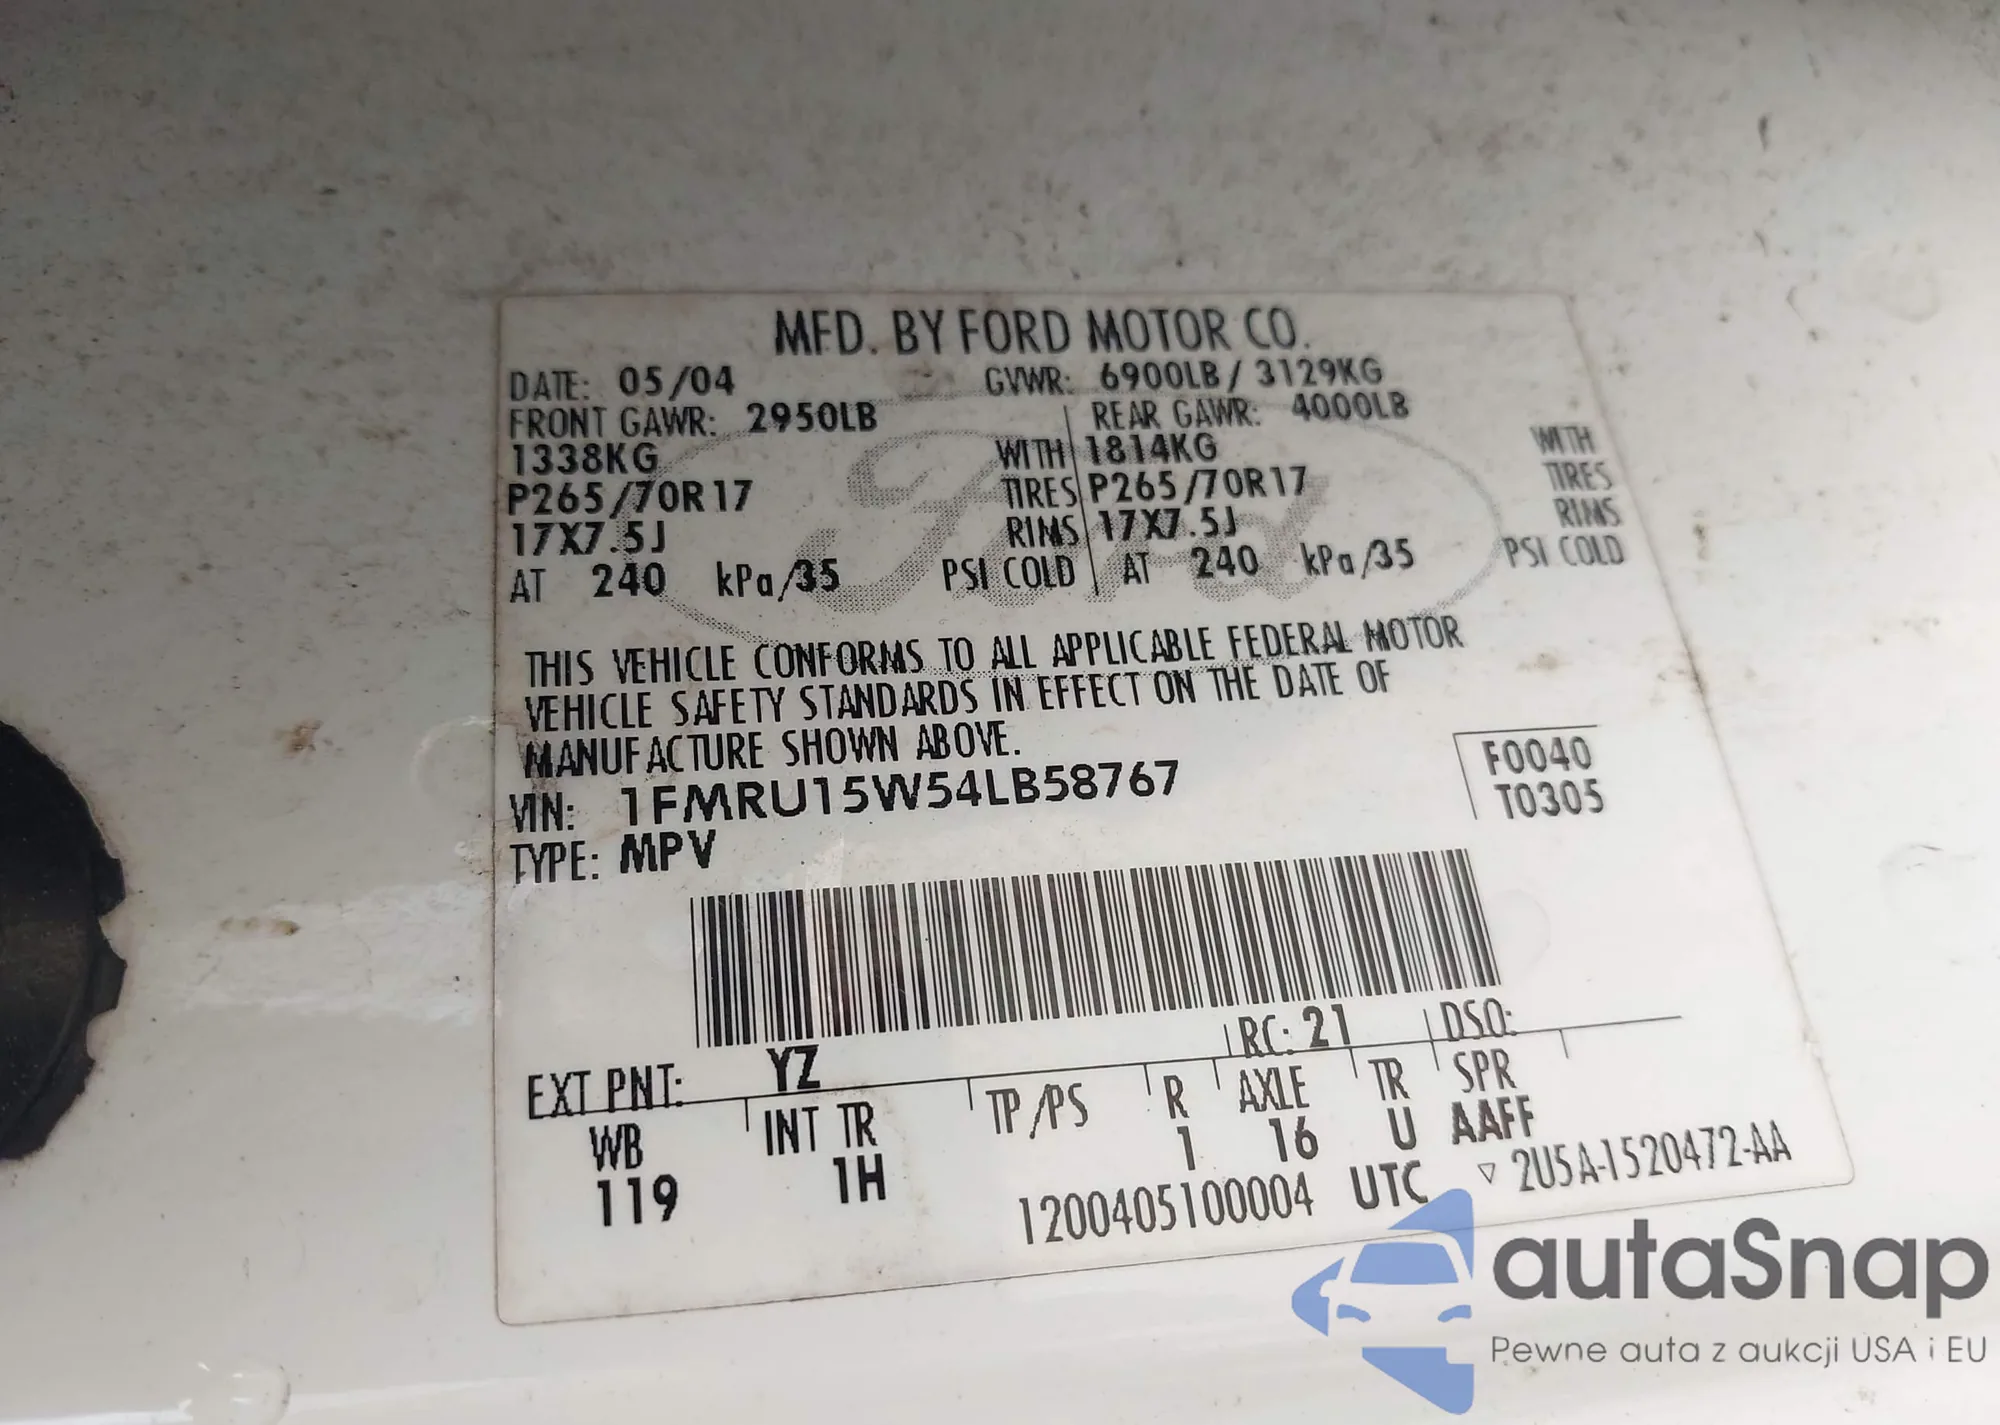 MFD. BY FORD MOTOR CO.
DATE: 05/04 GVWR: 6900LB / 3129KG
FRONT GAWR: 2950LB REAR GAWR: 4000LB
1338KG WITH 1814KG WITH
P265/70R17 TIRES P265/70R17 TIRES
17X7.5J RIMS 17X7.5J RIMS
AT 240 kPa/35 PSI COLD AT 240 kPa/35 PSI COLD
Ford
THIS VEHICLE CONFORMS TO ALL APPLICABLE FEDERAL MOTOR
VEHICLE SAFETY STANDARDS IN EFFECT ON THE DATE OF
MANUFACTURE SHOWN ABOVE.
VIN: 1FMRU15W54LB58767 F0040
TYPE: MPV T0305
EXT PNT: YZ RC: 21 DSO:
WB INT TR TP/PS R AXLE TR SPR
119 1H 1 16 U AAFF
1200405100004 UTC ▽ 2U5A-1520472-AA
autaSnap
Pewne auta z aukcji USA i EU